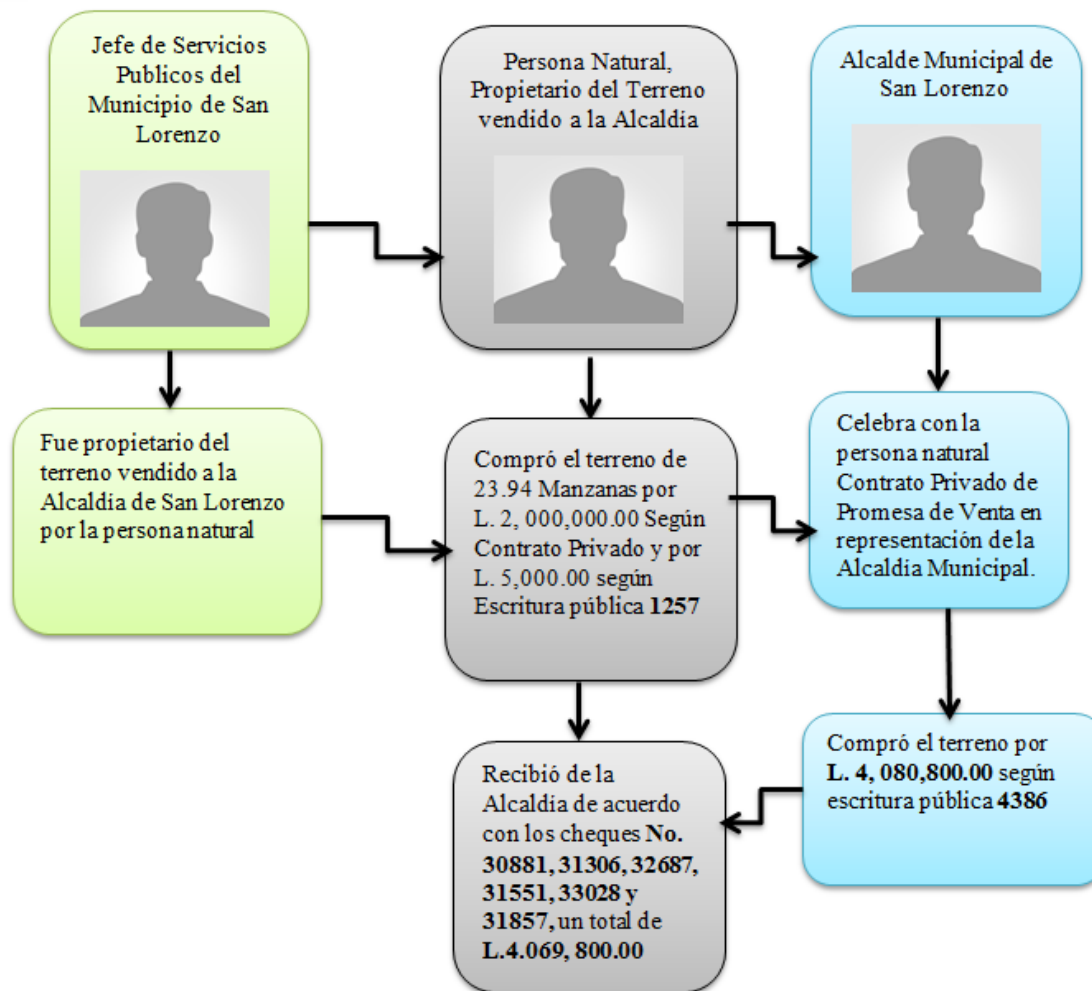 Jefe de Servicios
Publicos del
Municipio de San
Lorenzo
Persona Natural,
Propietario del Terreno
vendido a la Alcaldía
Alcalde Municipal de
San Lorenzo
Fue propietario del
terreno vendido a la
Alcaldía de San Lorenzo
por la persona natural
Compró el terreno de
23.94 Manzanas por
L. 2, 000,000.00 Según
Contrato Privado y por
L. 5,000.00 según
Escritura pública 1257
Celebra con la
persona natural
Contrato Privado de
Promesa de Venta en
representación de la
Alcaldía Municipal.
Recibió de la
Alcaldía de acuerdo
con los cheques No.
30881, 31306, 32687,
31551, 33028 y
31857, un total de
L.4.069, 800.00
Compró el terreno por
L. 4, 080,800.00 según
escritura pública 4386